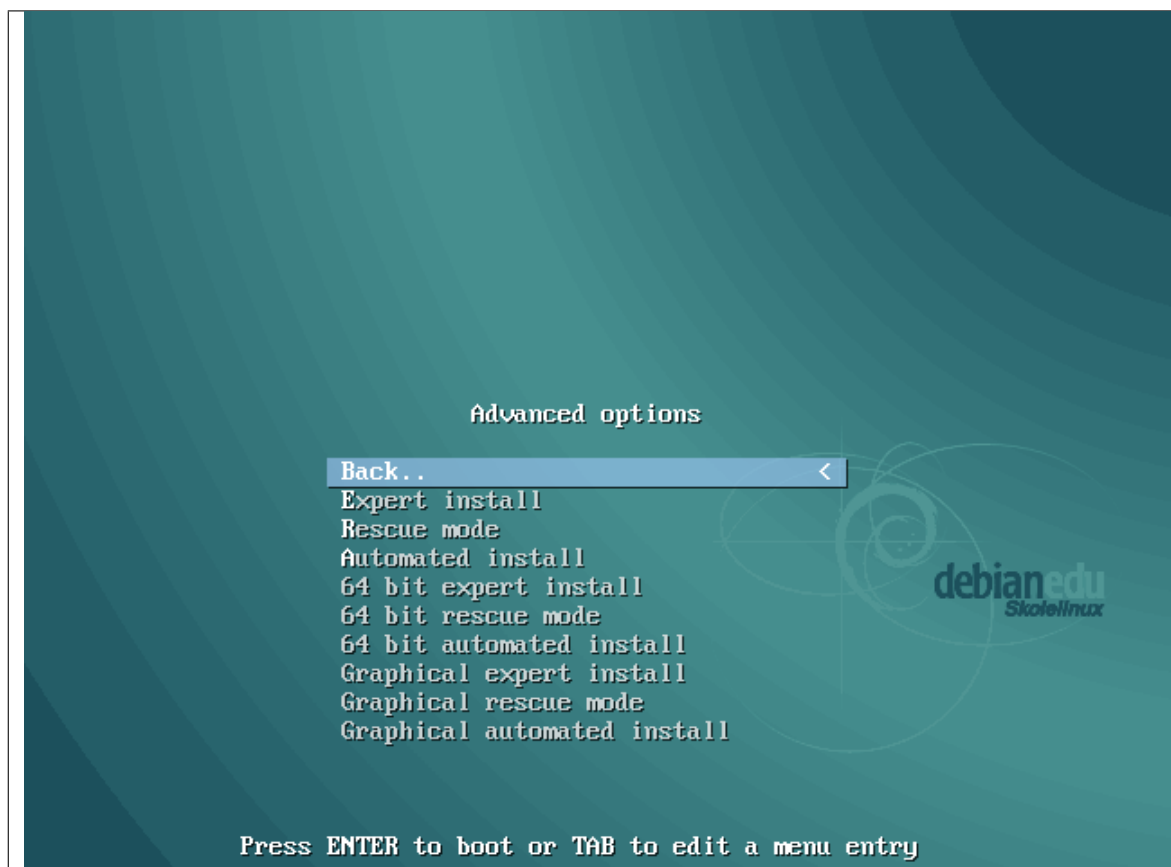 Advanced options
Back.. <
Expert install
Rescue mode
Automated install
64 bit expert install
64 bit rescue mode
64 bit automated install
Graphical expert install
Graphical rescue mode
Graphical automated install
debianedu
Skolelinux
Press ENTER to boot or TAB to edit a menu entry